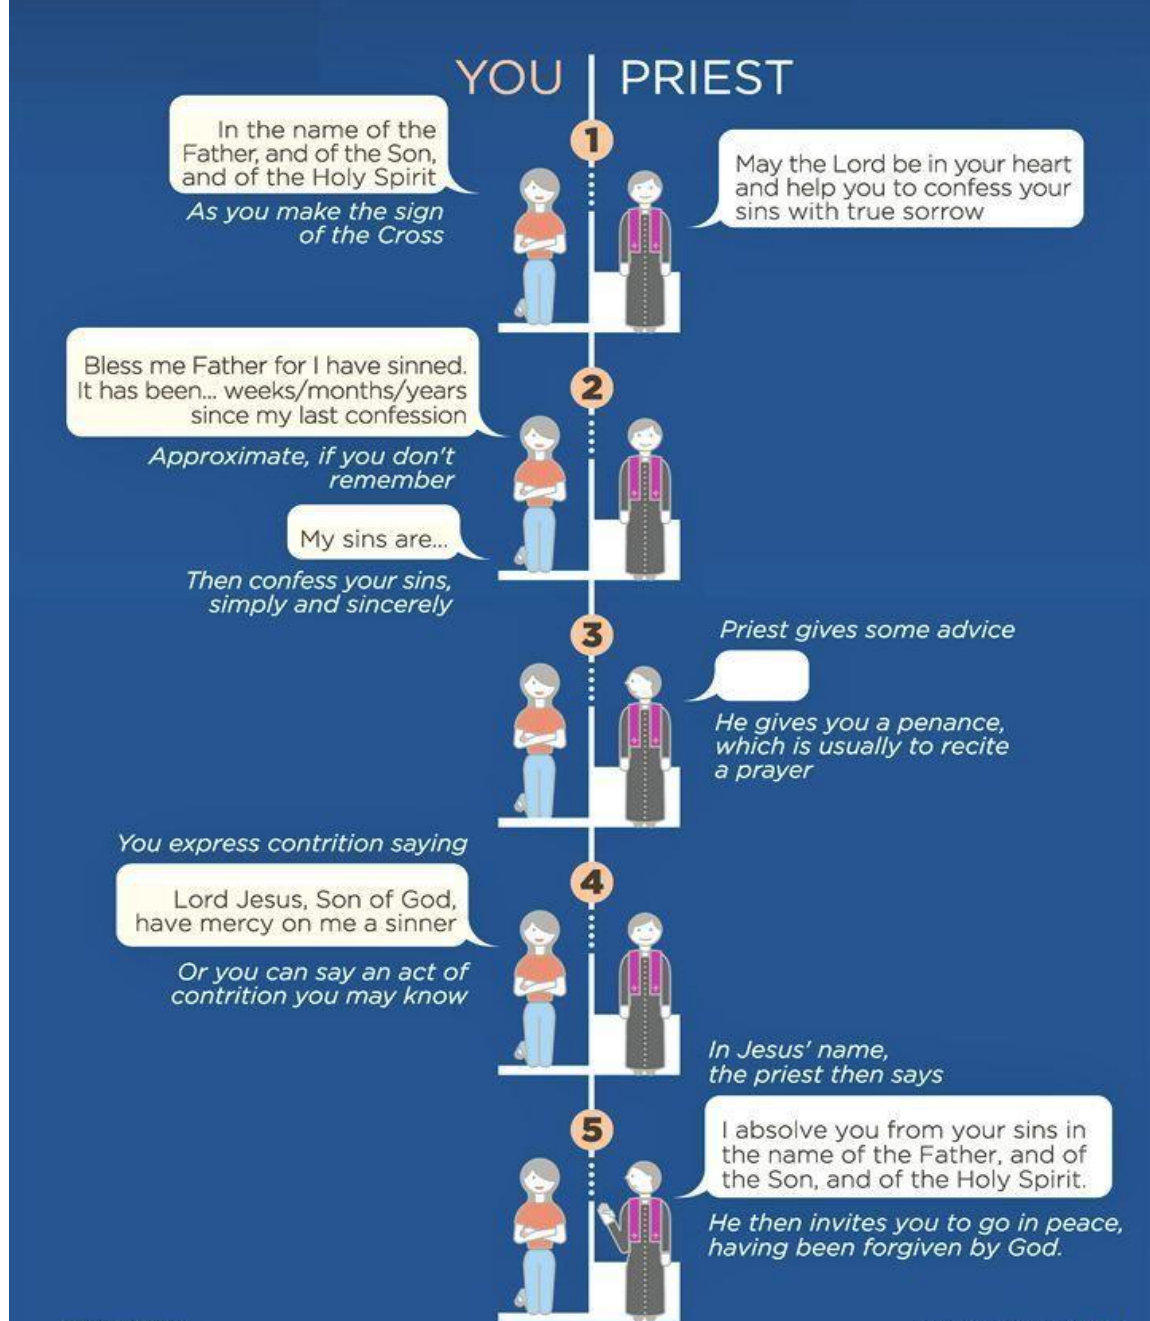 YOU PRIEST
1
In the name of the
Father, and of the Son,
and of the Holy Spirit
As you make the sign
of the Cross
May the Lord be in your heart
and help you to confess your
sins with true sorrow
2
Bless me Father for I have sinned.
It has been... weeks/months/years
since my last confession
Approximate, if you don't
remember
My sins are...
Then confess your sins,
simply and sincerely
3
Priest gives some advice
He gives you a penance,
which is usually to recite
a prayer
4
You express contrition saying
Lord Jesus, Son of God,
have mercy on me a sinner
Or you can say an act of
contrition you may know
5
In Jesus' name,
the priest then says
I absolve you from your sins in
the name of the Father, and of
the Son, and of the Holy Spirit.
He then invites you to go in peace,
having been forgiven by God.